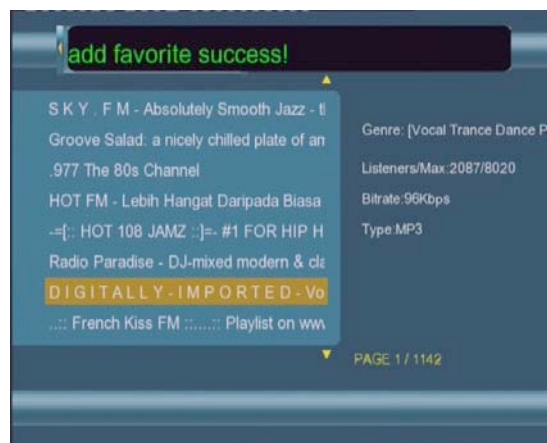 add favorite success!
S K Y . F M - Absolutely Smooth Jazz - tl
Groove Salad: a nicely chilled plate of am
.977 The 80s Channel
HOT FM - Lebih Hangat Daripada Biasa
-=[:: HOT 108 JAMZ ::]=- #1 FOR HIP H
Radio Paradise - DJ-mixed modern & cla
D I G I T A L L Y - I M P O R T E D - Vo
..:: French Kiss FM ::.....:: Playlist on www
Genre: [Vocal Trance Dance P
Listeners/Max:2087/8020
Bitrate:96Kbps
Type:MP3
PAGE 1 / 1142